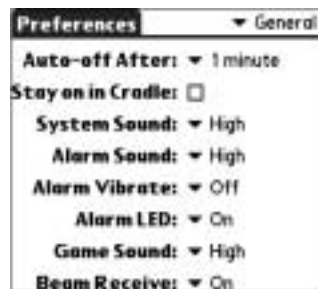 Preferences General
Auto-off After: 1 minute
Stay on in Cradle:
System Sound: High
Alarm Sound: High
Alarm Vibrate: Off
Alarm LED: On
Game Sound: High
Beam Receive: On